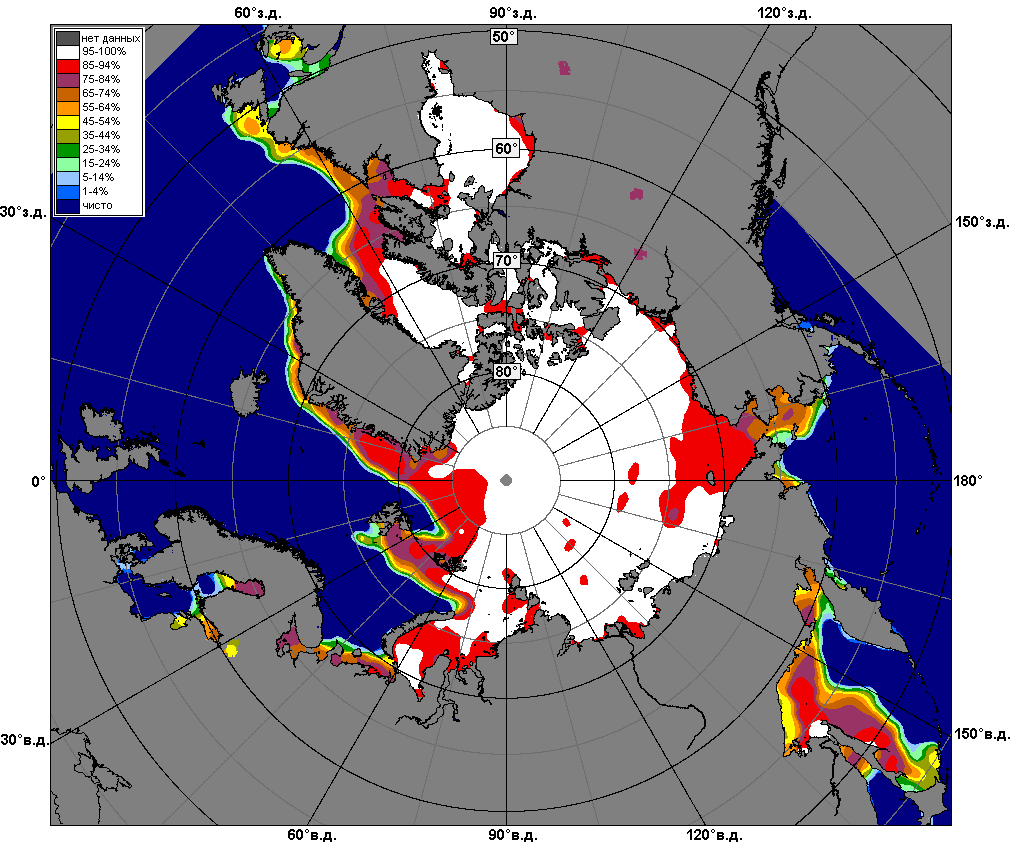 60°з.д.
90°з.д.
120°з.д.
50°
нет данных
95-100%
85-94%
75-84%
65-74%
55-64%
45-54%
35-44%
25-34%
15-24%
5-14%
1-4%
чисто
60°
30°з.д.
150°з.д.
70°
80°
0°
180°
30°в.д.
150°в.д.
60°в.д.
90°в.д.
120°в.д.